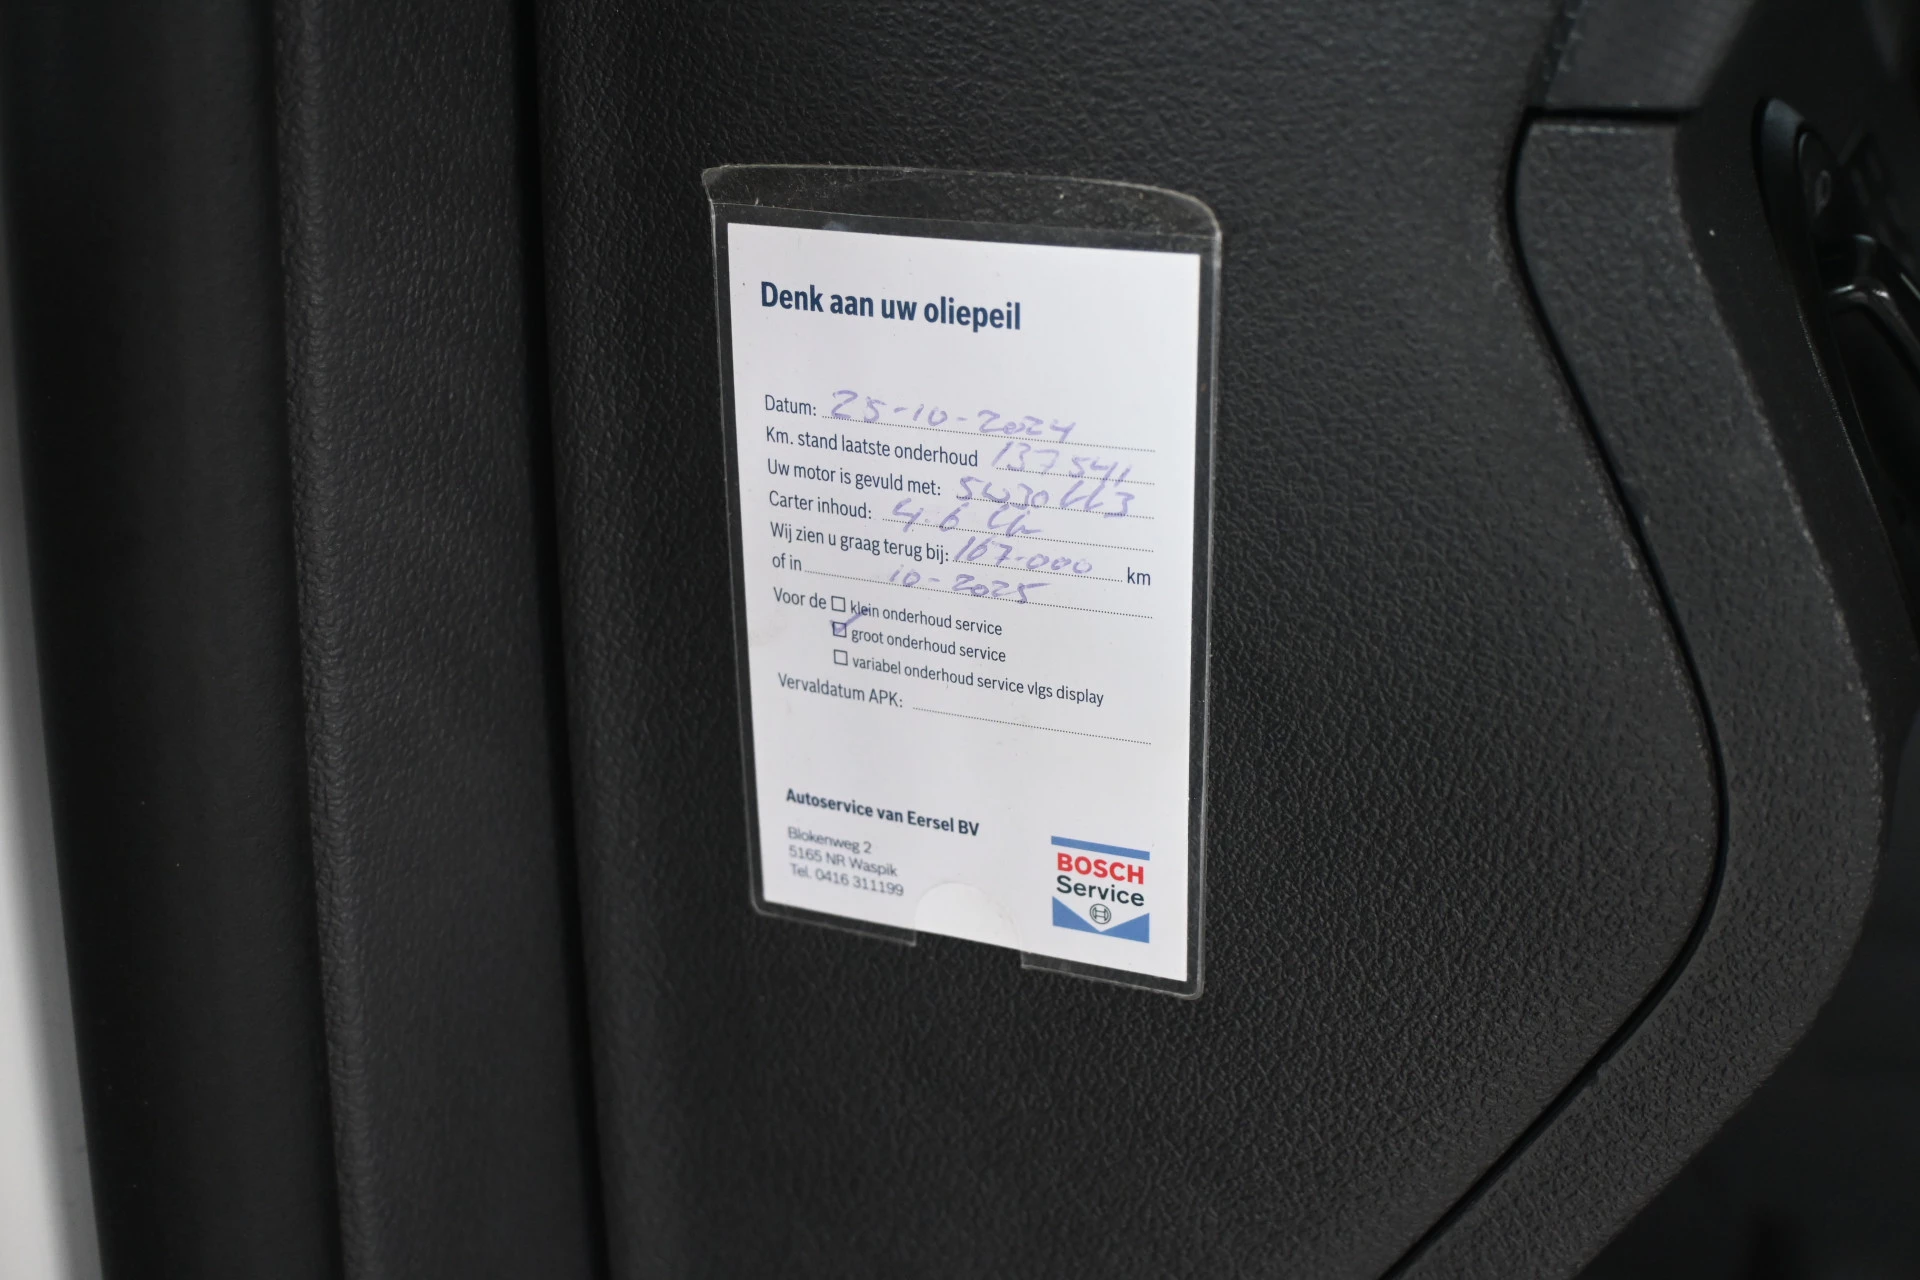 Denk aan uw oliepeil
Datum: 25-10-2024
Km. stand laatste onderhoud 137541
Uw motor is gevuld met: 5w30 LL3
Carter inhoud: 4.6 Ltr
Wij zien u graag terug bij: 167.000 km
of in 10-2025
Voor de klein onderhoud service
groot onderhoud service
variabel onderhoud service vlgs display
Vervaldatum APK:
Autoservice van Eersel BV
Blokenweg 2
5165 NR Waspik
Tel. 0416 311199
BOSCH
Service